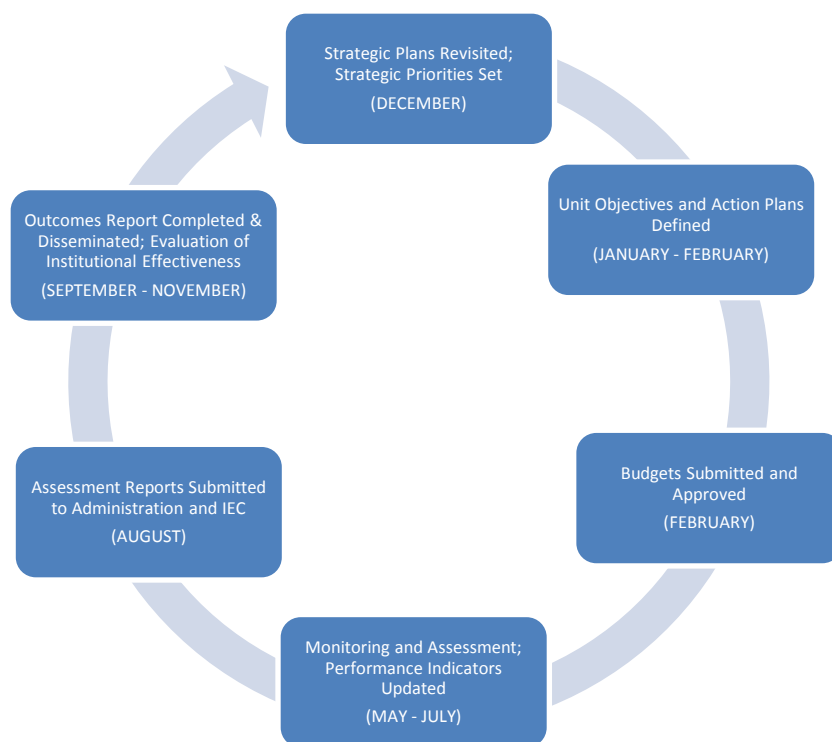 Strategic Plans Revisited;
Strategic Priorities Set
(DECEMBER)
Unit Objectives and Action Plans
Defined
(JANUARY - FEBRUARY)
Budgets Submitted and
Approved
(FEBRUARY)
Monitoring and Assessment;
Performance Indicators
Updated
(MAY - JULY)
Assessment Reports Submitted
to Administration and IEC
(AUGUST)
Outcomes Report Completed &
Disseminated; Evaluation of
Institutional Effectiveness
(SEPTEMBER - NOVEMBER)